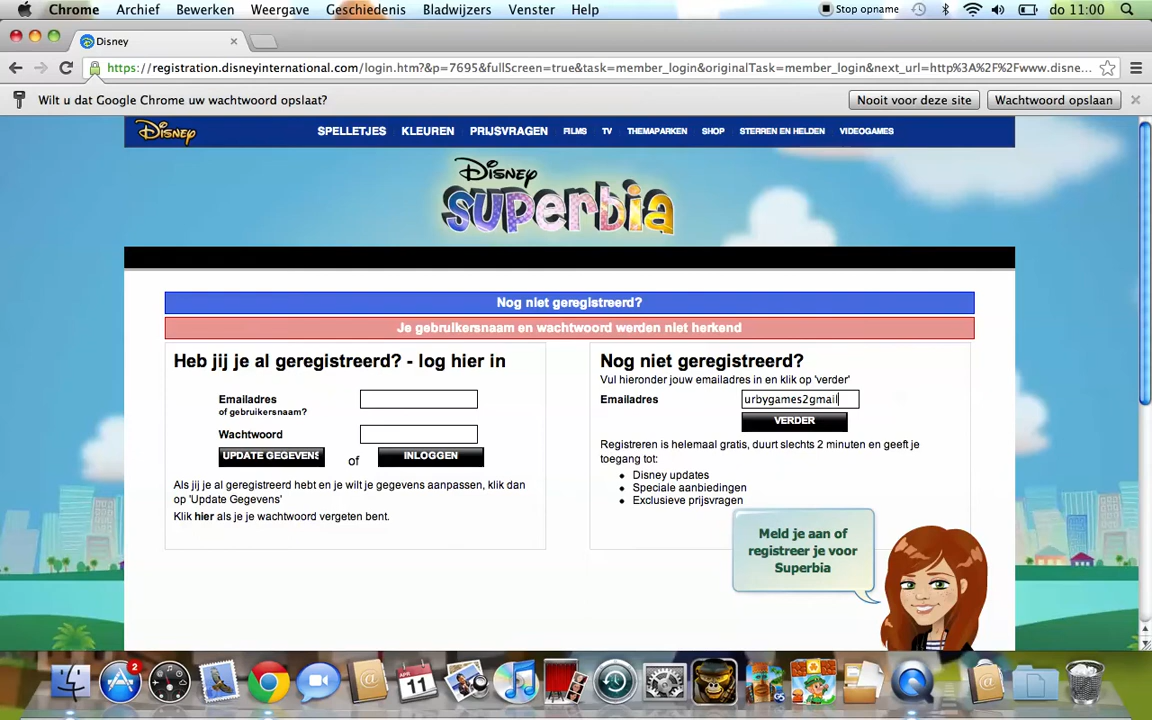 Chrome Archief Bewerken Weergave Geschiedenis Bladwijzers Venster Help Stop opname do 11:00
Disney
https://registration.disneyinternational.com/login.htm?&p=7695&fullScreen=true&task=member_login&originalTask=member_login&next_url=http%3A%2F%2Fwww.disne...
Wilt u dat Google Chrome uw wachtwoord opslaat? Nooit voor deze site Wachtwoord opslaan
Disney SPELLETJES KLEUREN PRIJSVRAGEN FILMS TV THEMAPARKEN SHOP STERREN EN HELDEN VIDEOGAMES
Disney
superbia
Nog niet geregistreerd?
Je gebruikersnaam en wachtwoord werden niet herkend
Heb jij je al geregistreerd? - log hier in
Emailadres
of gebruikersnaam?
Wachtwoord
UPDATE GEGEVENS of INLOGGEN
Als jij je al geregistreerd hebt en je wilt je gegevens aanpassen, klik dan
op 'Update Gegevens'
Klik hier als je je wachtwoord vergeten bent.
Nog niet geregistreerd?
Vul hieronder jouw emailadres in en klik op 'verder'
Emailadres urbygames2gmail
VERDER
Registreren is helemaal gratis, duurt slechts 2 minuten en geeft je
toegang tot:
Disney updates
Speciale aanbiedingen
Exclusieve prijsvragen
Meld je aan of
registreer je voor
Superbia
2
11